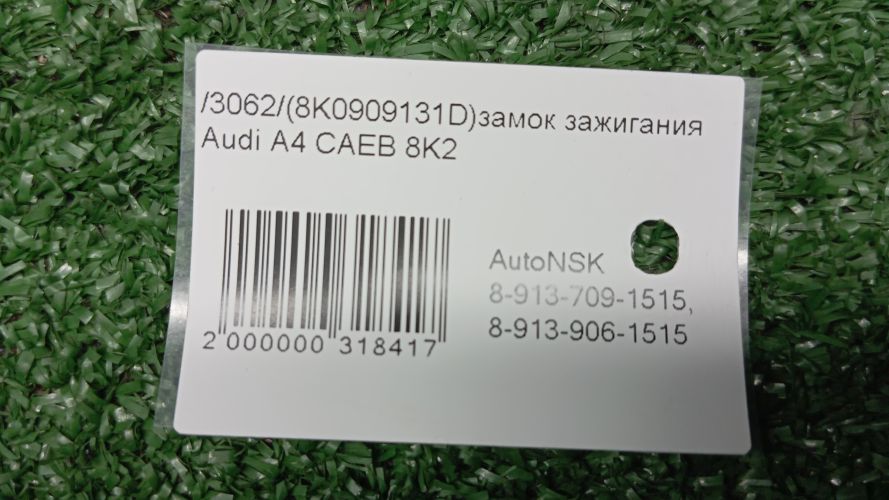 /3062/(8K0909131D)замок зажигания
Audi A4 CAEB 8K2
AutoNSK
8-913-709-1515,
8-913-906-1515
2 000000 318417